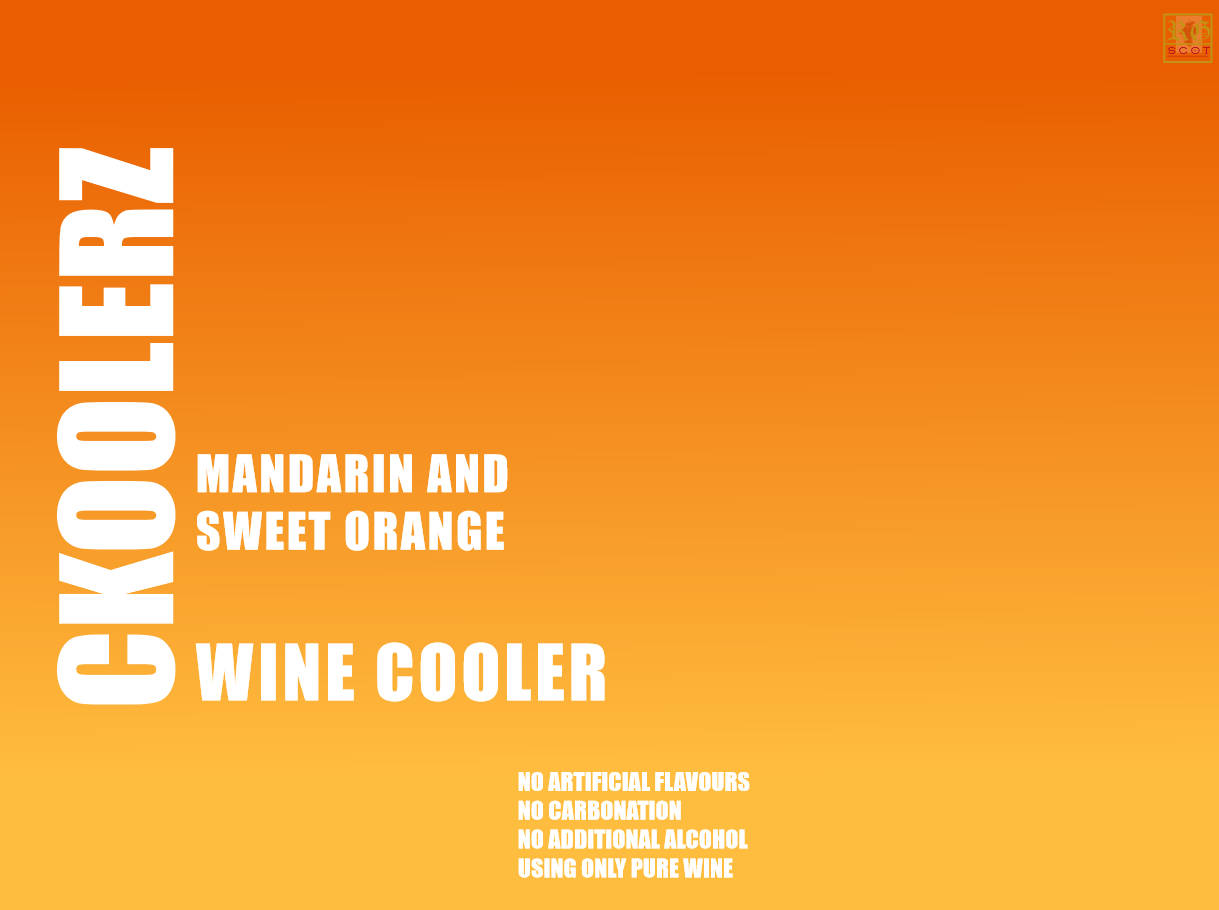 CKOOLERZ
MANDARIN AND
SWEET ORANGE
WINE COOLER
NO ARTIFICIAL FLAVOURS
NO CARBONATION
NO ADDITIONAL ALCOHOL
USING ONLY PURE WINE
SCOT